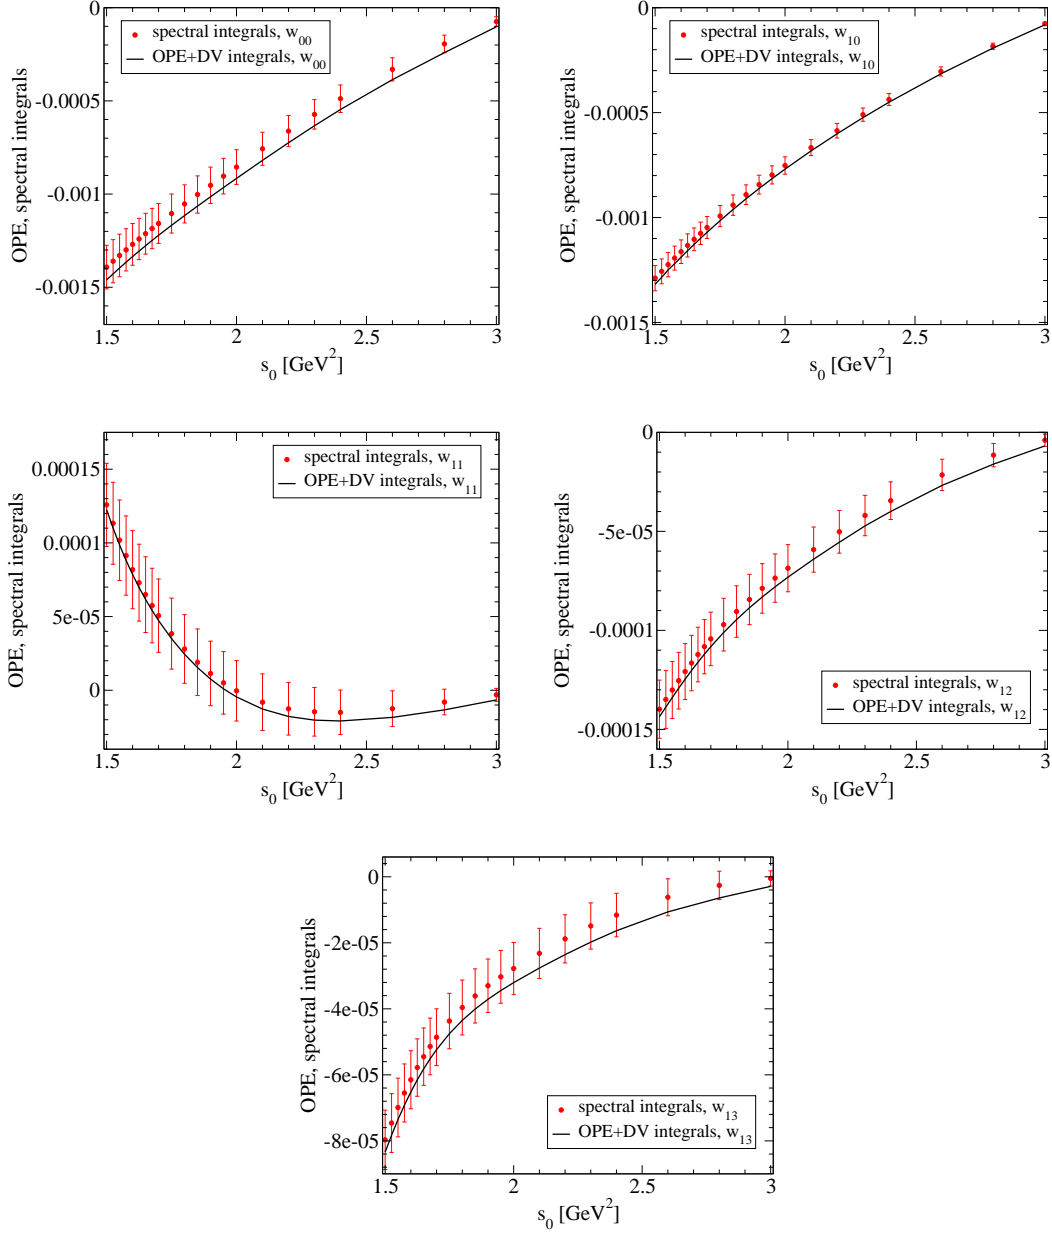 0
-0.0005
-0.001
-0.0015
OPE, spectral integrals
spectral integrals, w00
OPE+DV integrals, w00
1.5 2 2.5 3
s0 [GeV2]
0
-0.0005
-0.001
-0.0015
OPE, spectral integrals
spectral integrals, w10
OPE+DV integrals, w10
1.5 2 2.5 3
s0 [GeV2]
0.00015
0.0001
5e-05
0
OPE, spectral integrals
spectral integrals, w11
OPE+DV integrals, w11
1.5 2 2.5 3
s0 [GeV2]
0
-5e-05
-0.0001
-0.00015
OPE, spectral integrals
spectral integrals, w12
OPE+DV integrals, w12
1.5 2 2.5 3
s0 [GeV2]
0
-2e-05
-4e-05
-6e-05
-8e-05
OPE, spectral integrals
spectral integrals, w13
OPE+DV integrals, w13
1.5 2 2.5 3
s0 [GeV2]